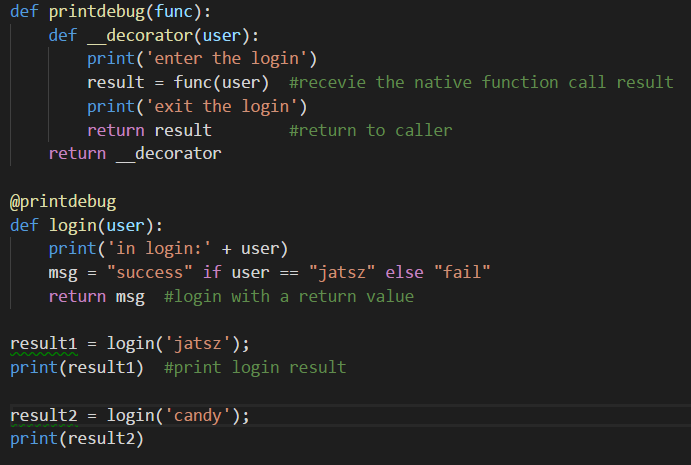 def printdebug(func):
    def __decorator(user):
        print('enter the login')
        result = func(user)  #recevie the native function call result
        print('exit the login')
        return result        #return to caller
    return __decorator

@printdebug
def login(user):
    print('in login:' + user)
    msg = "success" if user == "jatsz" else "fail"
    return msg  #login with a return value

result1 = login('jatsz');
print(result1)  #print login result

result2 = login('candy');
print(result2)